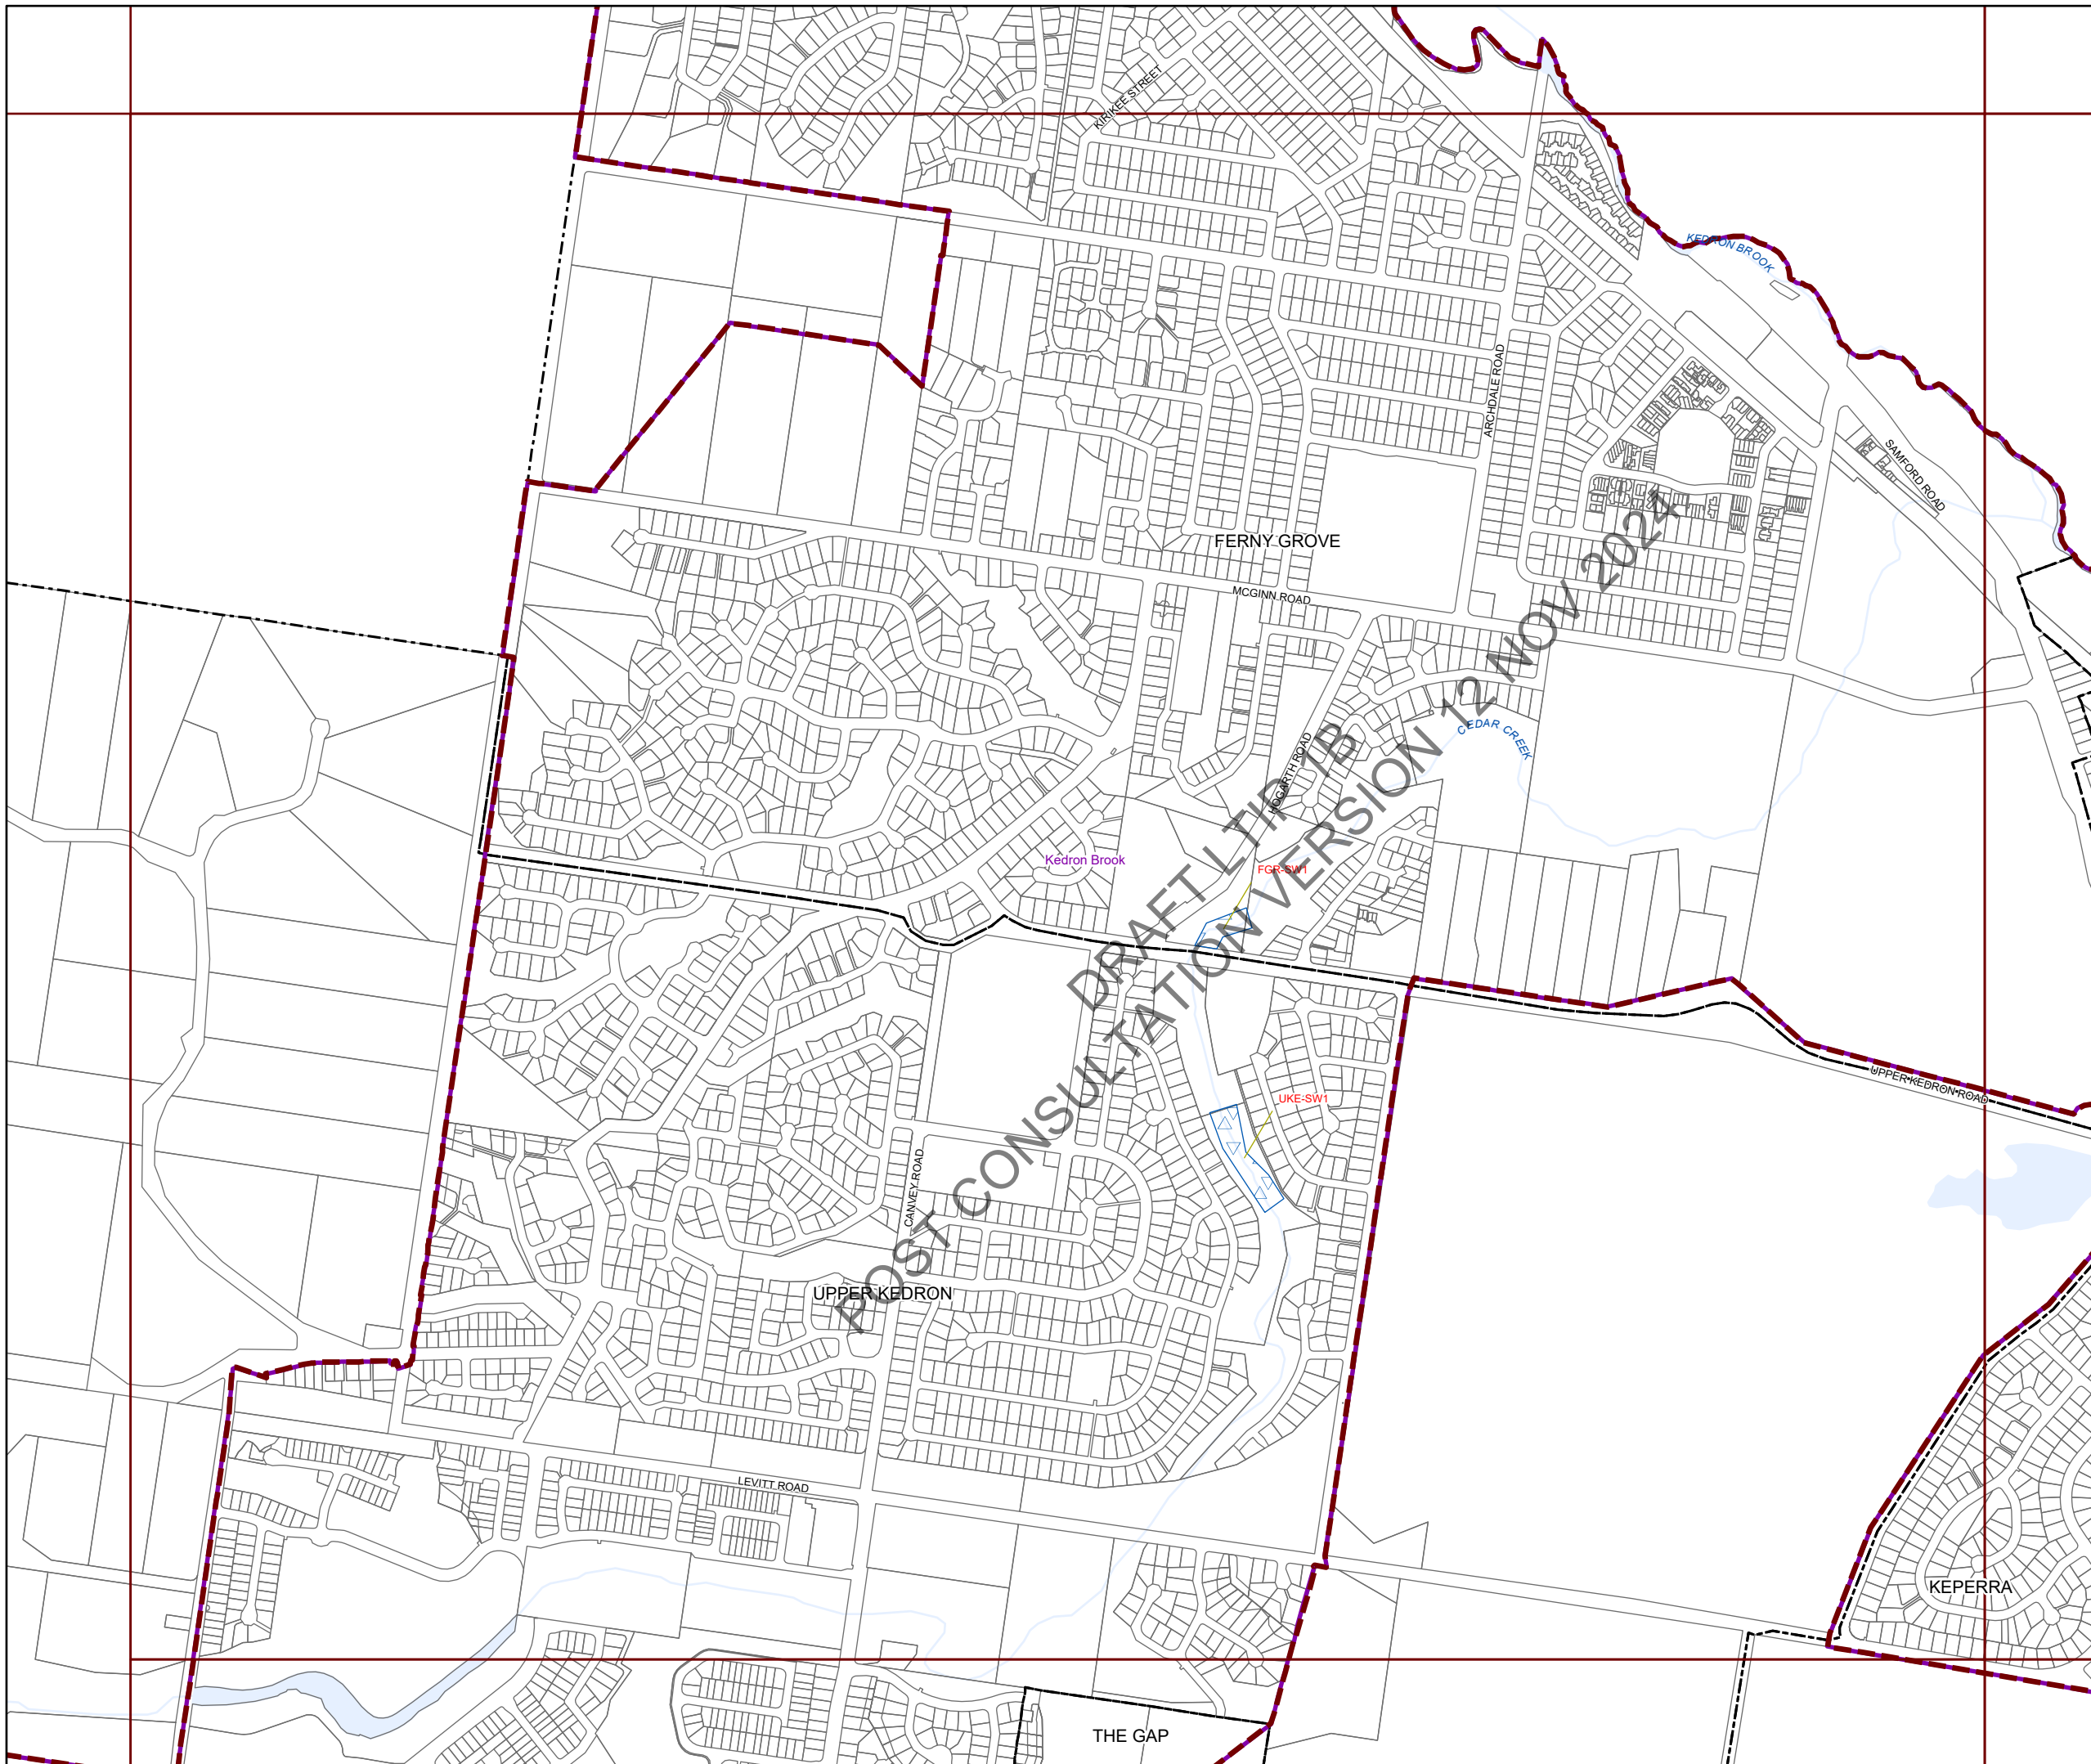 KIRIKEE STREET
KEDRON BROOK
ARCHDALE ROAD
SAMFORD ROAD
FERNY GROVE
MCGINN ROAD
CEDAR CREEK
HOGARTH ROAD
Kedron Brook
FGR-SW1
DRAFT LTIP 1B
POST CONSULTATION VERSION 12 NOV 2024
UPPER KEDRON ROAD
UKE-SW1
CANVEY ROAD
UPPER KEDRON
LEVITT ROAD
KEPERRA
THE GAP